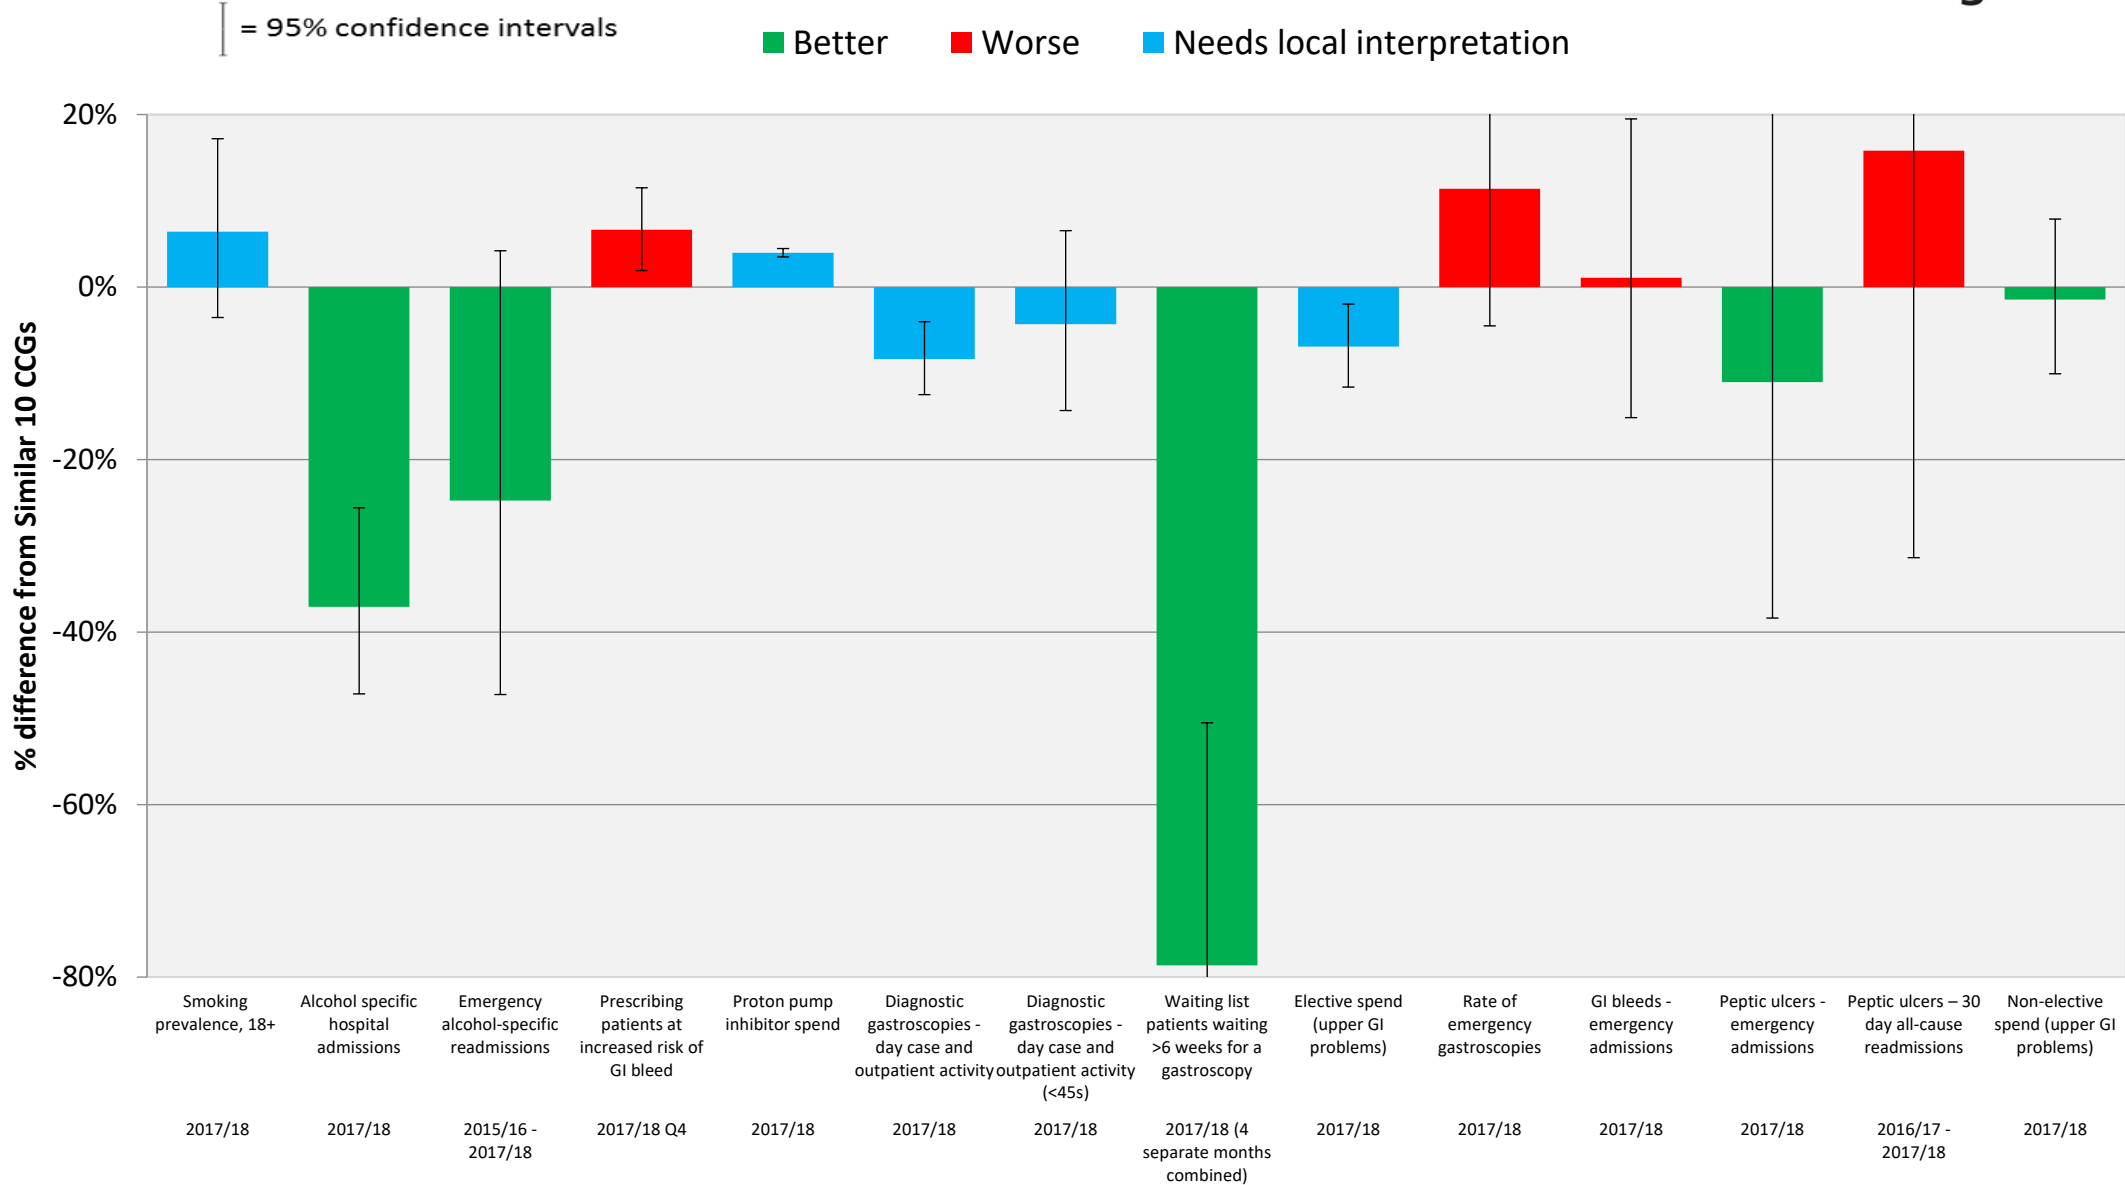 = 95% confidence intervals
Better
Worse
Needs local interpretation
20%
0%
-20%
-40%
-60%
-80%
% difference from Similar 10 CCGs
Smoking
prevalence, 18+
2017/18
Alcohol specific
hospital
admissions
2017/18
Emergency
alcohol-specific
readmissions
2015/16 -
2017/18
Prescribing
patients at
increased risk of
GI bleed
2017/18 Q4
Proton pump
inhibitor spend
2017/18
Diagnostic
gastroscopies -
day case and
outpatient activity
2017/18
Diagnostic
gastroscopies -
day case and
outpatient activity
(<45s)
2017/18
Waiting list
patients waiting
>6 weeks for a
gastroscopy
2017/18 (4
separate months
combined)
Elective spend
(upper GI
problems)
2017/18
Rate of
emergency
gastroscopies
2017/18
GI bleeds -
emergency
admissions
2017/18
Peptic ulcers -
emergency
admissions
2017/18
Peptic ulcers – 30
day all-cause
readmissions
2016/17 -
2017/18
Non-elective
spend (upper GI
problems)
2017/18